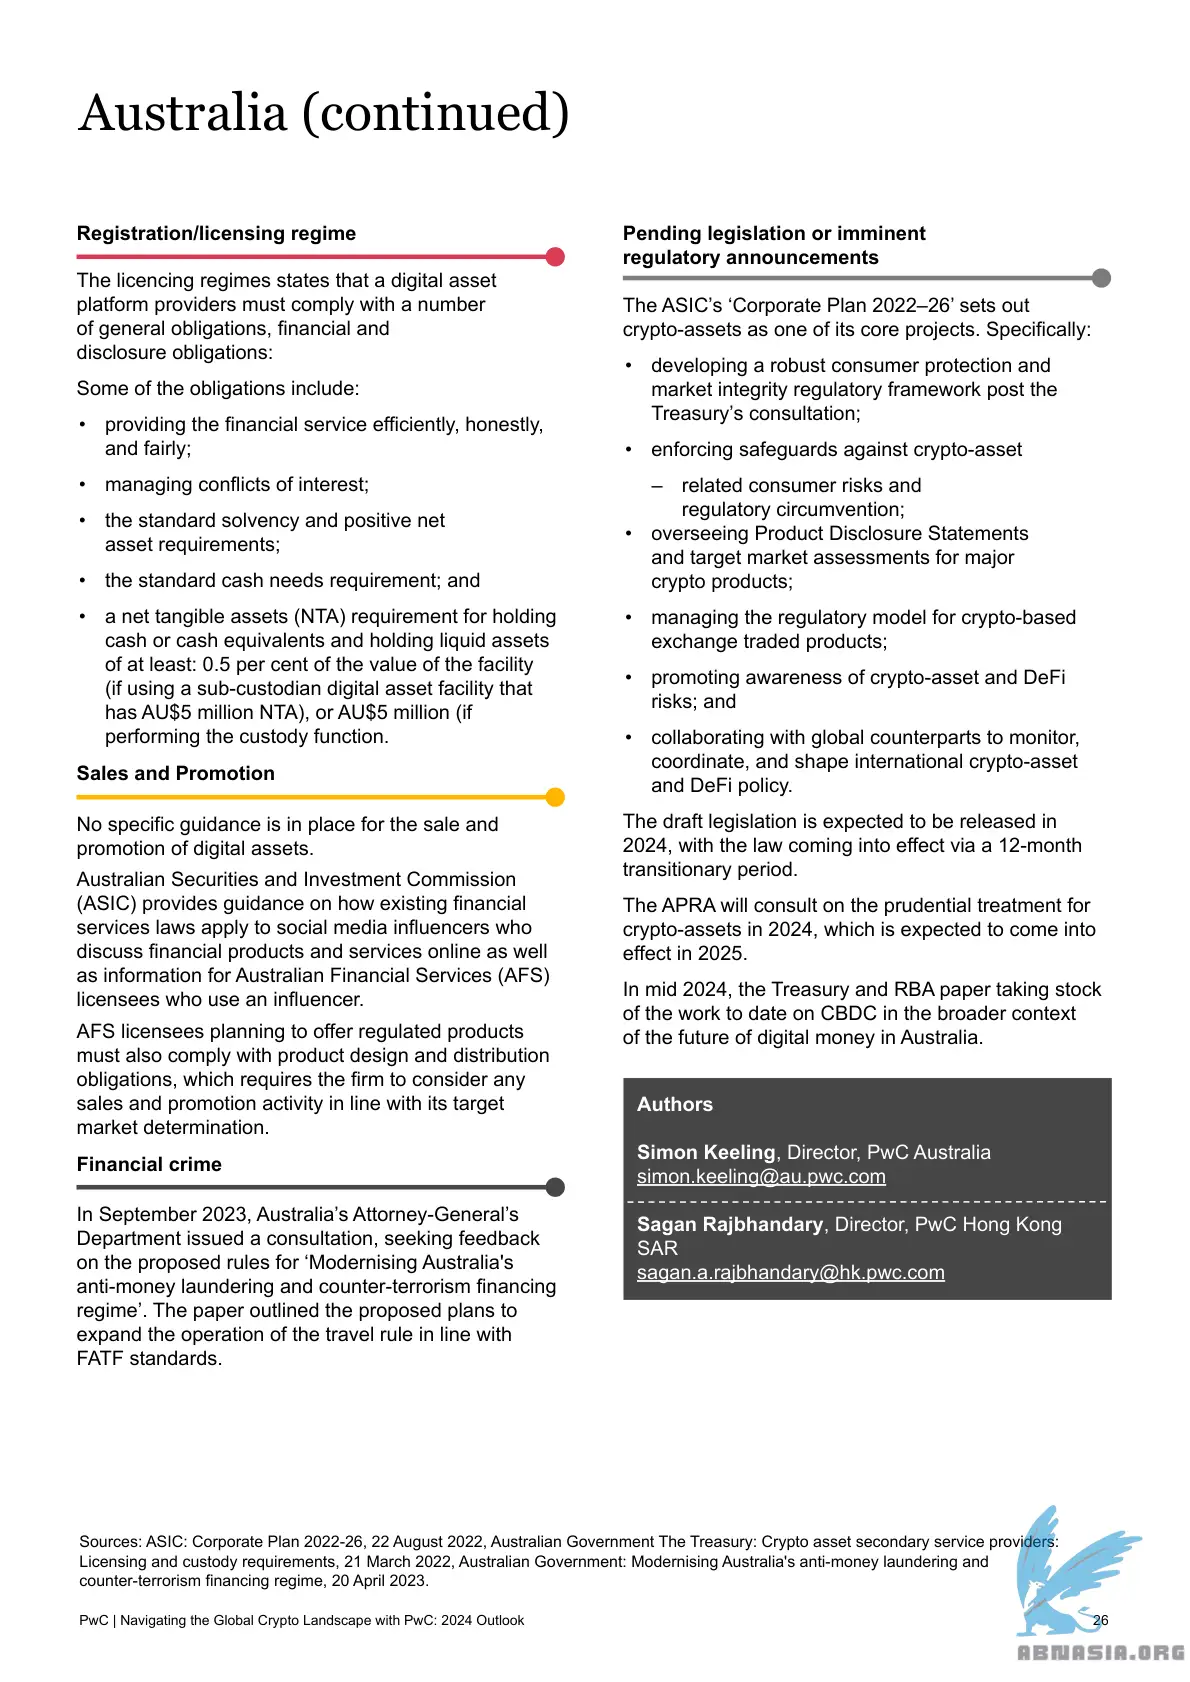 Australia (continued)
Registration/licensing regime
The licencing regimes states that a digital asset
platform providers must comply with a number
of general obligations, financial and
disclosure obligations:
Some of the obligations include:
• providing the financial service efficiently, honestly,
and fairly;
• managing conflicts of interest;
• the standard solvency and positive net
asset requirements;
• the standard cash needs requirement; and
• a net tangible assets (NTA) requirement for holding
cash or cash equivalents and holding liquid assets
of at least: 0.5 per cent of the value of the facility
(if using a sub-custodian digital asset facility that
has AU$5 million NTA), or AU$5 million (if
performing the custody function.
Sales and Promotion
No specific guidance is in place for the sale and
promotion of digital assets.
Australian Securities and Investment Commission
(ASIC) provides guidance on how existing financial
services laws apply to social media influencers who
discuss financial products and services online as well
as information for Australian Financial Services (AFS)
licensees who use an influencer.
AFS licensees planning to offer regulated products
must also comply with product design and distribution
obligations, which requires the firm to consider any
sales and promotion activity in line with its target
market determination.
Financial crime
In September 2023, Australia’s Attorney-General’s
Department issued a consultation, seeking feedback
on the proposed rules for ‘Modernising Australia's
anti-money laundering and counter-terrorism financing
regime’. The paper outlined the proposed plans to
expand the operation of the travel rule in line with
FATF standards.
Pending legislation or imminent
regulatory announcements
The ASIC’s ‘Corporate Plan 2022–26’ sets out
crypto-assets as one of its core projects. Specifically:
• developing a robust consumer protection and
market integrity regulatory framework post the
Treasury’s consultation;
• enforcing safeguards against crypto-asset
– related consumer risks and
regulatory circumvention;
• overseeing Product Disclosure Statements
and target market assessments for major
crypto products;
• managing the regulatory model for crypto-based
exchange traded products;
• promoting awareness of crypto-asset and DeFi
risks; and
• collaborating with global counterparts to monitor,
coordinate, and shape international crypto-asset
and DeFi policy.
The draft legislation is expected to be released in
2024, with the law coming into effect via a 12-month
transitionary period.
The APRA will consult on the prudential treatment for
crypto-assets in 2024, which is expected to come into
effect in 2025.
In mid 2024, the Treasury and RBA paper taking stock
of the work to date on CBDC in the broader context
of the future of digital money in Australia.
Authors
Simon Keeling, Director, PwC Australia
simon.keeling@au.pwc.com
Sagan Rajbhandary, Director, PwC Hong Kong
SAR
sagan.a.rajbhandary@hk.pwc.com
Sources: ASIC: Corporate Plan 2022-26, 22 August 2022, Australian Government The Treasury: Crypto asset secondary service providers:
Licensing and custody requirements, 21 March 2022, Australian Government: Modernising Australia's anti-money laundering and
counter-terrorism financing regime, 20 April 2023.
PwC | Navigating the Global Crypto Landscape with PwC: 2024 Outlook
26
ABNASIA.ORG